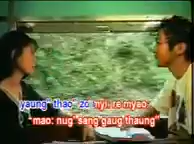 yaung" thao" zo nyi, re myao
"mao: nug" sang gaug thaung"